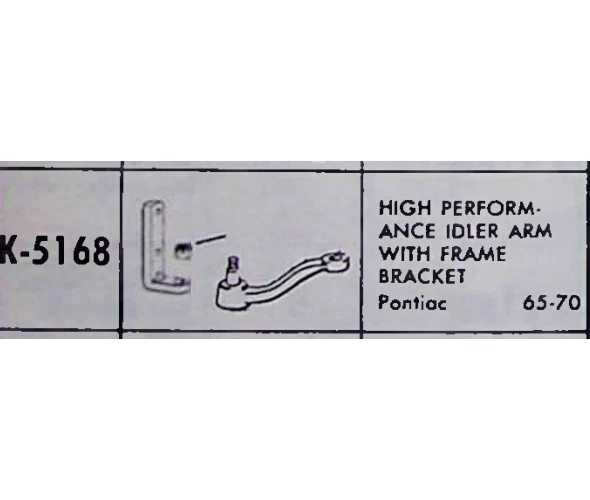 K-5168
HIGH PERFORM-
ANCE IDLER ARM
WITH FRAME
BRACKET
Pontiac 65-70